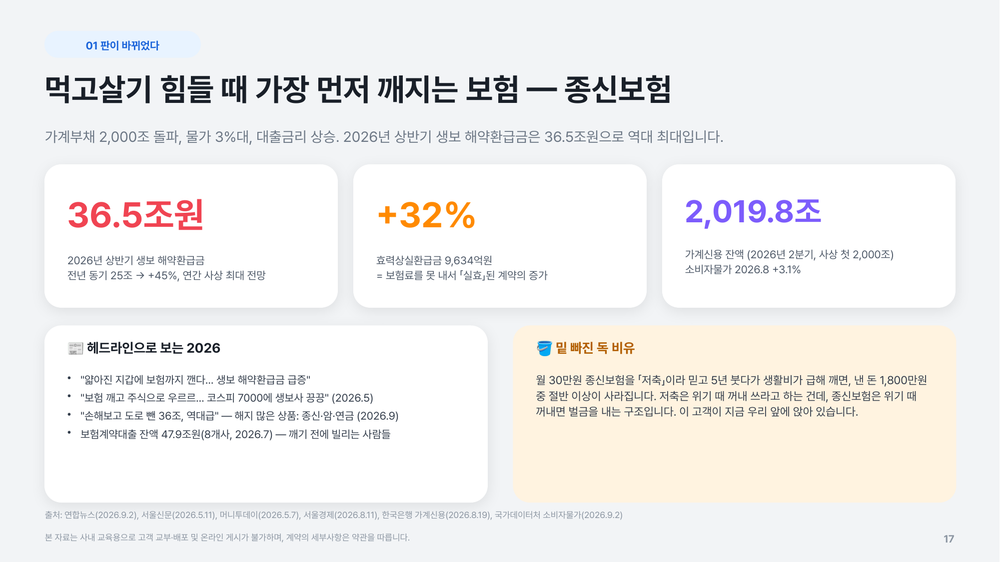 01 판이 바뀌었다
먹고살기 힘들 때 가장 먼저 깨지는 보험 — 종신보험
가계부채 2,000조 돌파, 물가 3%대, 대출금리 상승. 2026년 상반기 생보 해약환급금은 36.5조원으로 역대 최대입니다.
36.5조원
2026년 상반기 생보 해약환급금
전년 동기 25조 → +45%, 연간 사상 최대 전망
+32%
효력상실환급금 9,634억원
= 보험료를 못 내서 「실효」된 계약의 증가
2,019.8조
가계신용 잔액 (2026년 2분기, 사상 첫 2,000조)
소비자물가 2026.8 +3.1%
📰 헤드라인으로 보는 2026
• "얇아진 지갑에 보험까지 깬다… 생보 해약환급금 급증"
• "보험 깨고 주식으로 우르르… 코스피 7000에 생보사 끙끙" (2026.5)
• "손해보고 도로 뺀 36조, 역대급" — 해지 많은 상품: 종신·암·연금 (2026.9)
• 보험계약대출 잔액 47.9조원(8개사, 2026.7) — 깨기 전에 빌리는 사람들
🪣 밑 빠진 독 비유
월 30만원 종신보험을 「저축」이라 믿고 5년 붓다가 생활비가 급해 깨면, 낸 돈 1,800만원
중 절반 이상이 사라집니다. 저축은 위기 때 꺼내 쓰라고 하는 건데, 종신보험은 위기 때
꺼내면 벌금을 내는 구조입니다. 이 고객이 지금 우리 앞에 앉아 있습니다.
출처: 연합뉴스(2026.9.2), 서울신문(2026.5.11), 머니투데이(2026.5.7), 서울경제(2026.8.11), 한국은행 가계신용(2026.8.19), 국가데이터처 소비자물가(2026.9.2)
본 자료는 사내 교육용으로 고객 교부·배포 및 온라인 게시가 불가하며, 계약의 세부사항은 약관을 따릅니다.
17